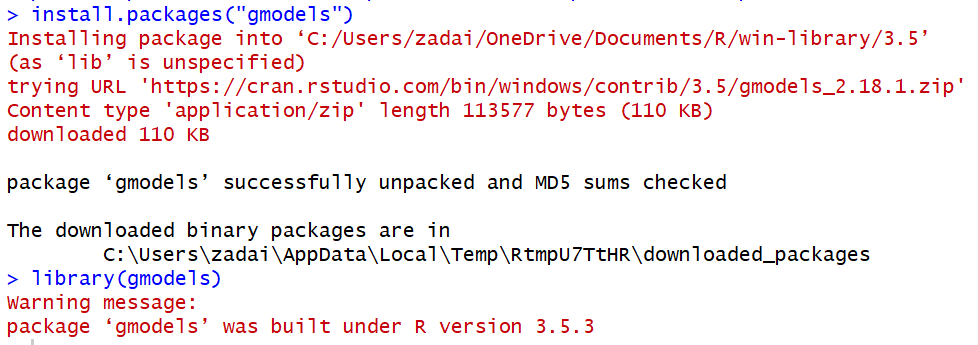 > install.packages("gmodels")
Installing package into ‘C:/Users/zadai/OneDrive/Documents/R/win-library/3.5’
(as ‘lib’ is unspecified)
trying URL 'https://cran.rstudio.com/bin/windows/contrib/3.5/gmodels_2.18.1.zip'
Content type 'application/zip' length 113577 bytes (110 KB)
downloaded 110 KB
package ‘gmodels’ successfully unpacked and MD5 sums checked
The downloaded binary packages are in
C:\Users\zadai\AppData\Local\Temp\RtmpU7TtHR\downloaded_packages
> library(gmodels)
Warning message:
package ‘gmodels’ was built under R version 3.5.3